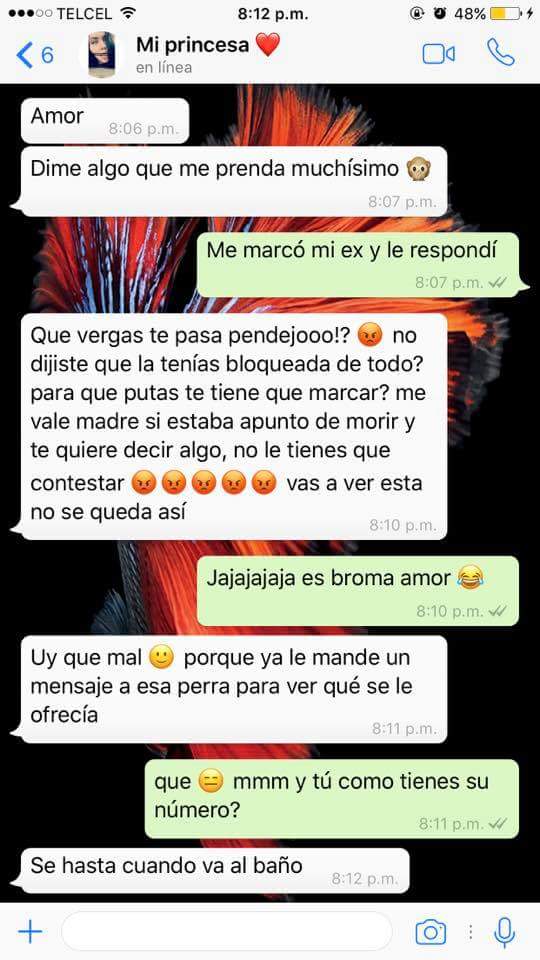 TELCEL 8:12 p.m. 48%
6 Mi princesa ❤️
en línea
Amor
8:06 p.m.
Dime algo que me prenda muchísimo 🙊
8:07 p.m.
Me marcó mi ex y le respondí
8:07 p.m.
Que vergas te pasa pendejooo!? 😡 no
dijiste que la tenías bloqueada de todo?
para que putas te tiene que marcar? me
vale madre si estaba apunto de morir y
te quiere decir algo, no le tienes que
contestar 😡😡😡😡😡 vas a ver esta
no se queda así
8:10 p.m.
Jajajajaja es broma amor 😂
8:10 p.m.
Uy que mal 🙂 porque ya le mande un
mensaje a esa perra para ver qué se le
ofrecía
8:11 p.m.
que 😑 mmm y tú como tienes su
número?
8:11 p.m.
Se hasta cuando va al baño
8:12 p.m.